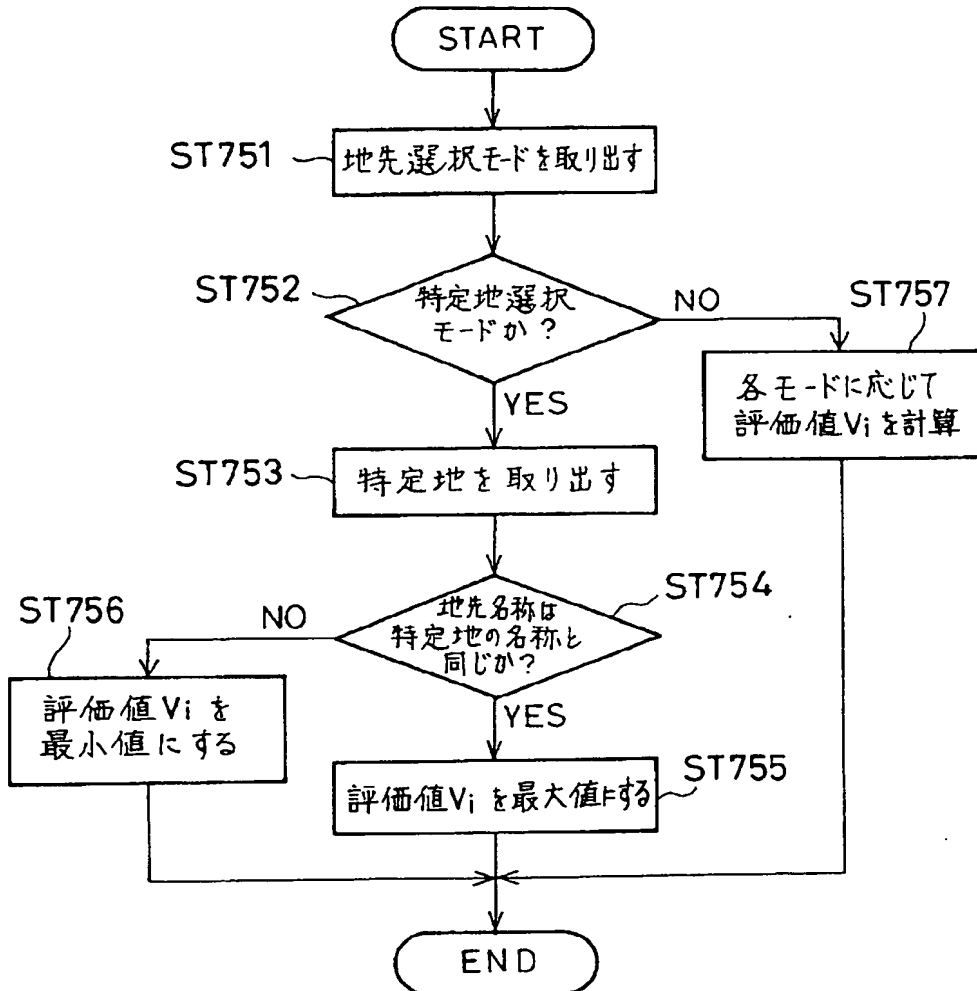 START
ST751
地先選択モードを取り出す
ST752
特定地選択
モードか？
NO
ST757
各モードに応じて
評価値Viを計算
YES
ST753
特定地を取り出す
ST754
地先名称は
特定地の名称と
同じか？
NO
ST756
評価値Viを
最小値にする
YES
ST755
評価値Viを最大値にする
END